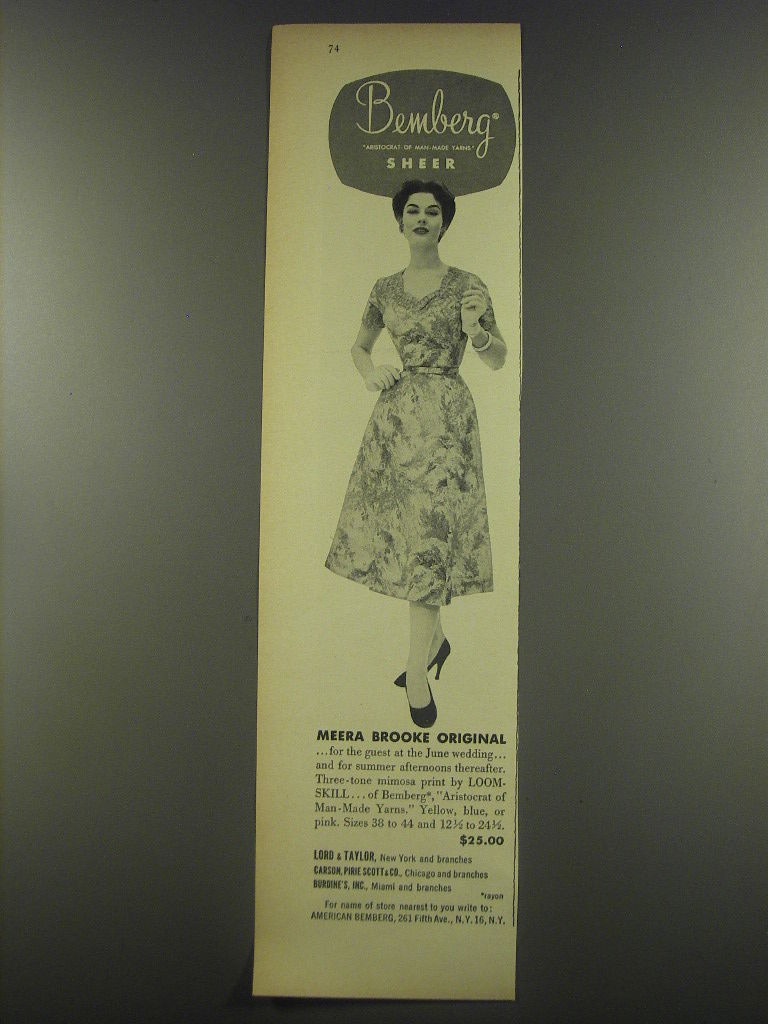 74
Bemberg®
"ARISTOCRAT OF MAN-MADE YARNS."
SHEER
MEERA BROOKE ORIGINAL
...for the guest at the June wedding...
and for summer afternoons thereafter.
Three-tone mimosa print by LOOM-
SKILL...of Bemberg*, "Aristocrat of
Man-Made Yarns." Yellow, blue, or
pink. Sizes 38 to 44 and 12½ to 24½.
$25.00
LORD & TAYLOR, New York and branches
CARSON, PIRIE SCOTT & CO., Chicago and branches
BURDINE'S, INC., Miami and branches
*rayon
For name of store nearest to you write to:
AMERICAN BEMBERG, 261 Fifth Ave., N.Y. 16, N.Y.